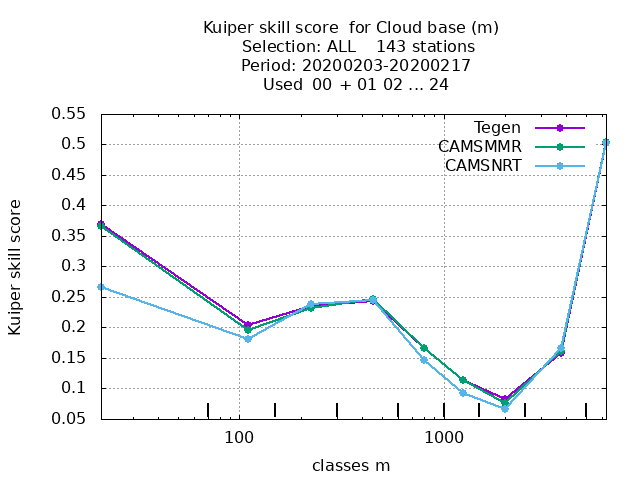 Kuiper skill score  for Cloud base (m)
Selection: ALL    143 stations
Period: 20200203-20200217
Used  00 + 01 02 ... 24
Tegen
CAMSMMR
CAMSNRT
Kuiper skill score
0.55
0.5
0.45
0.4
0.35
0.3
0.25
0.2
0.15
0.1
0.05
100
1000
classes m